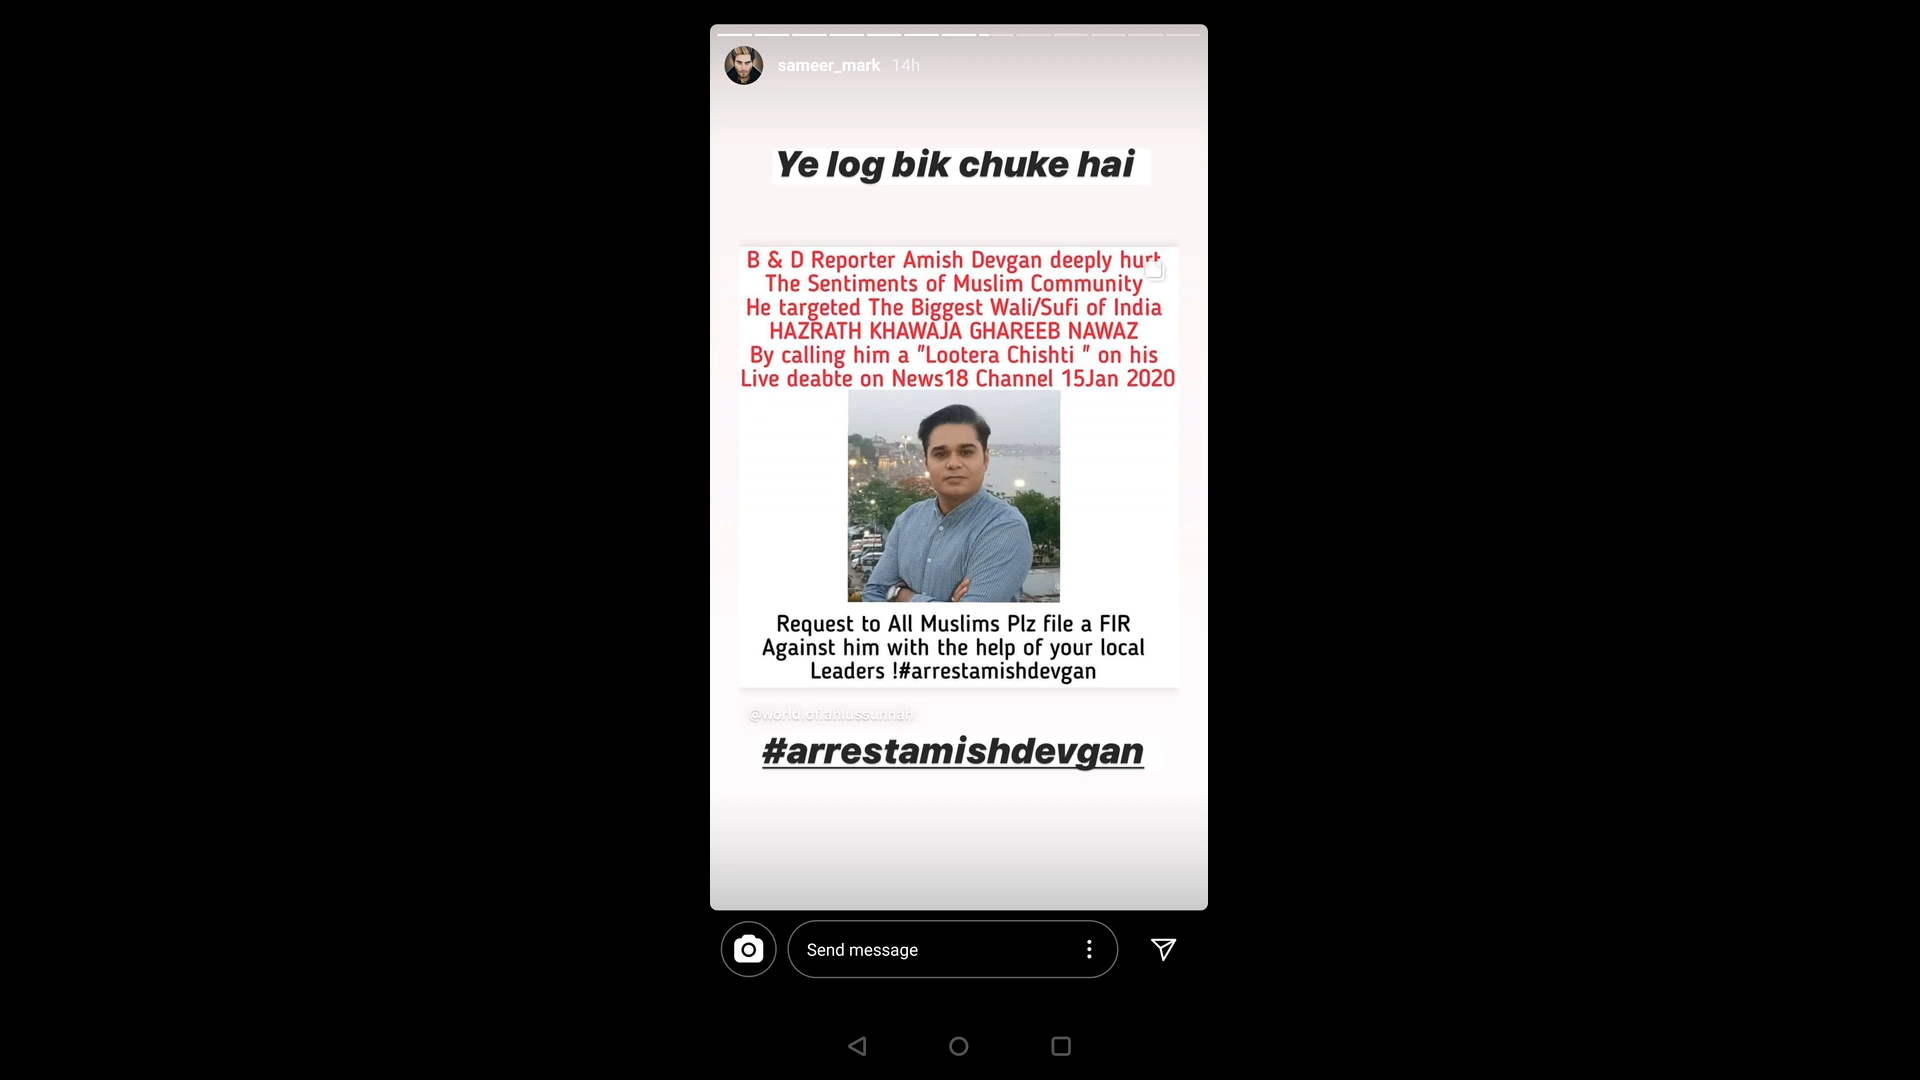 sameer_mark 14h
Ye log bik chuke hai
B & D Reporter Amish Devgan deeply hurt
The Sentiments of Muslim Community
He targeted The Biggest Wali/Sufi of India
HAZRATH KHAWAJA GHAREEB NAWAZ
By calling him a "Lootera Chishti " on his
Live deabte on News18 Channel 15Jan 2020
Request to All Muslims Plz file a FIR
Against him with the help of your local
Leaders !#arrestamishdevgan
@world.of.ahlussunnah
#arrestamishdevgan
Send message